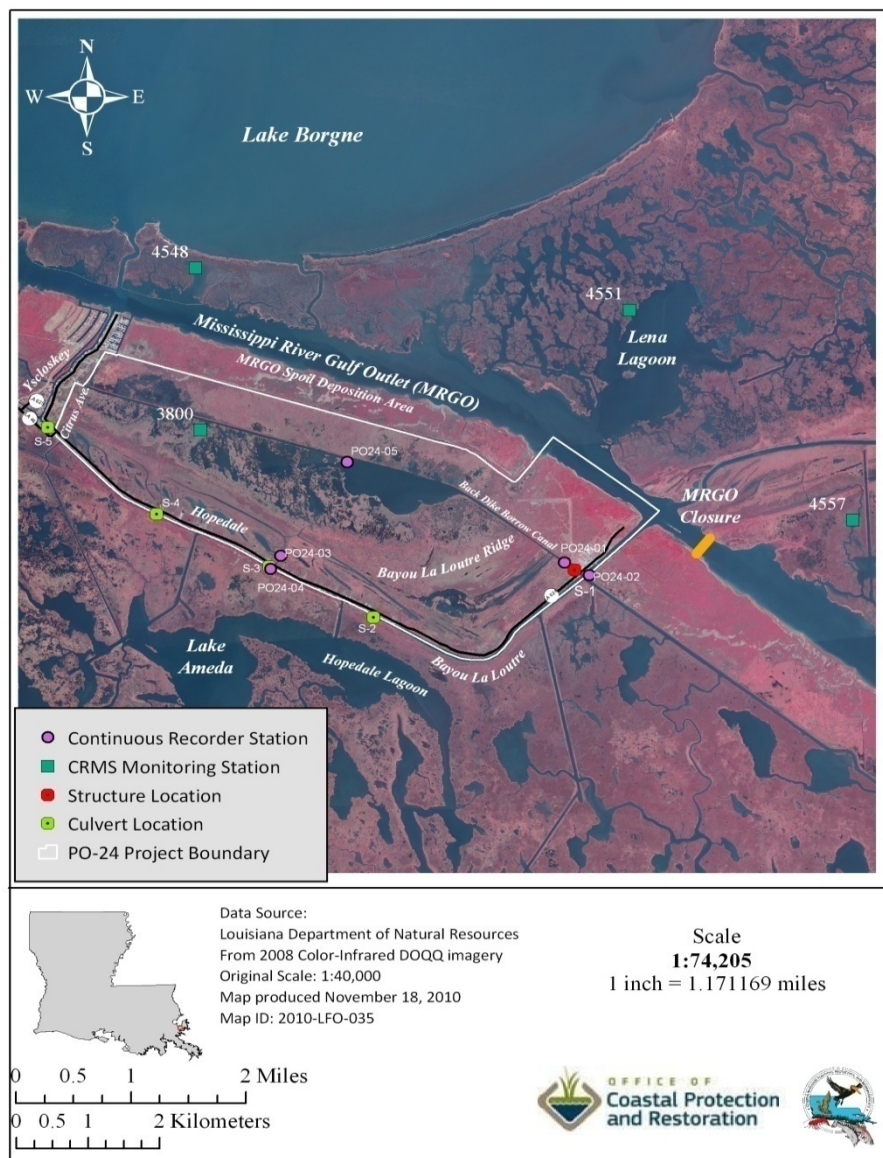 N
W E
S
Lake Borgne
4548
4551
Mississippi River Gulf Outlet (MRGO)
Lena
Lagoon
MRGO Spoil Deposition Area
Yscloskey
Citrus Ave.
3800
S-5
PO24-05
MRGO
Closure
4557
Back Dike Borrow Canal
S-4
Hopedale
PO24-03
S-3
PO24-04
Bayou La Loutre Ridge
PO24-01
PO24-02
S-1
S-2
Bayou La Loutre
Lake
Ameda
Hopedale Lagoon
Continuous Recorder Station
CRMS Monitoring Station
Structure Location
Culvert Location
PO-24 Project Boundary
Data Source:
Louisiana Department of Natural Resources
From 2008 Color-Infrared DOQQ imagery
Original Scale: 1:40,000
Map produced November 18, 2010
Map ID: 2010-LFO-035
Scale
1:74,205
1 inch = 1.171169 miles
0 0.5 1 2 Miles
0 0.5 1 2 Kilometers
OFFICE OF
Coastal Protection
and Restoration